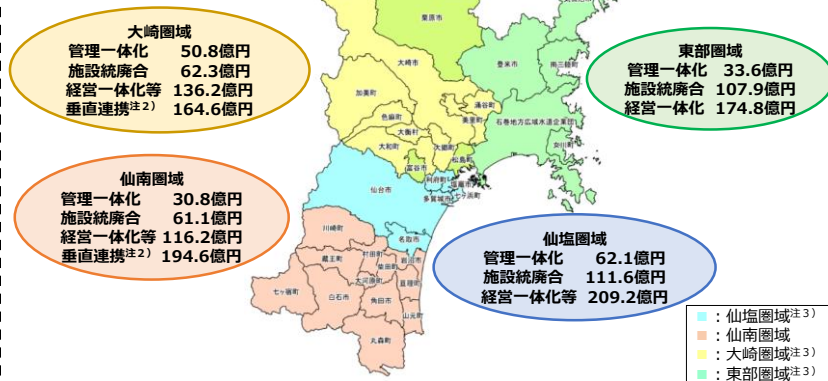 大崎圏域
管理一体化 50.8億円
施設統廃合 62.3億円
経営一体化等 136.2億円
垂直連携注2) 164.6億円
東部圏域
管理一体化 33.6億円
施設統廃合 107.9億円
経営一体化 174.8億円
仙南圏域
管理一体化 30.8億円
施設統廃合 61.1億円
経営一体化等 116.2億円
垂直連携注2) 194.6億円
仙塩圏域
管理一体化 62.1億円
施設統廃合 111.6億円
経営一体化等 209.2億円
栗原市
大崎市
登米市
南三陸町
加美町
涌谷町
色麻町
美里町
石巻地方広域水道企業団
大衡村
女川町
大和町
大郷町
松島町
富谷市
利府町
塩竈市
仙台市
多賀城市
七ヶ浜町
川崎町
名取市
村田町
岩沼市
蔵王町
柴田町
大河原町
亘理町
七ヶ宿町
白石市
角田市
山元町
丸森町
：仙塩圏域注3)
：仙南圏域
：大崎圏域注3)
：東部圏域注3)